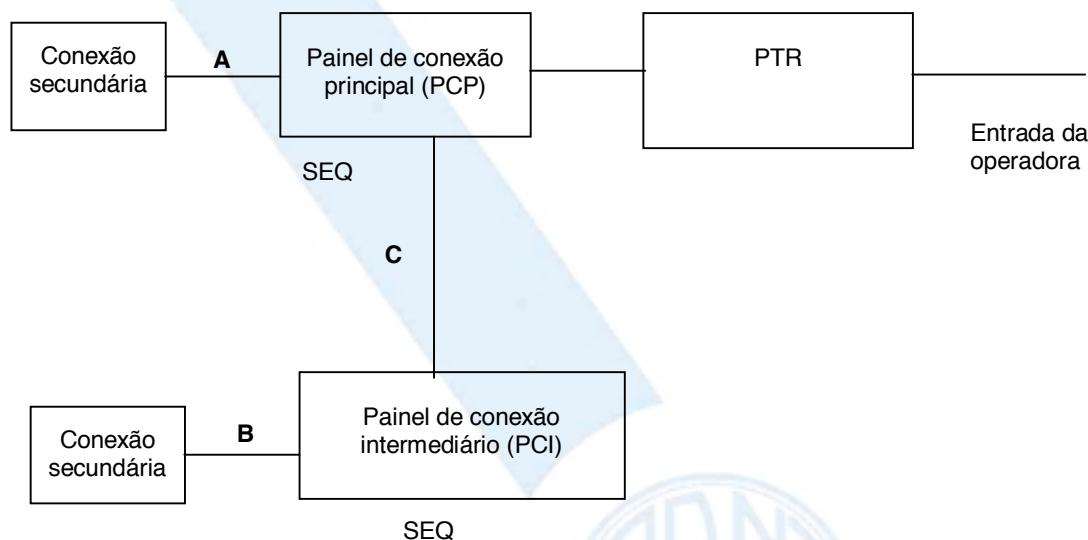 Conexão
secundária
A
Painel de conexão
principal (PCP)
PTR
Entrada da
operadora
SEQ
C
Conexão
secundária
B
Painel de conexão
intermediário (PCI)
SEQ